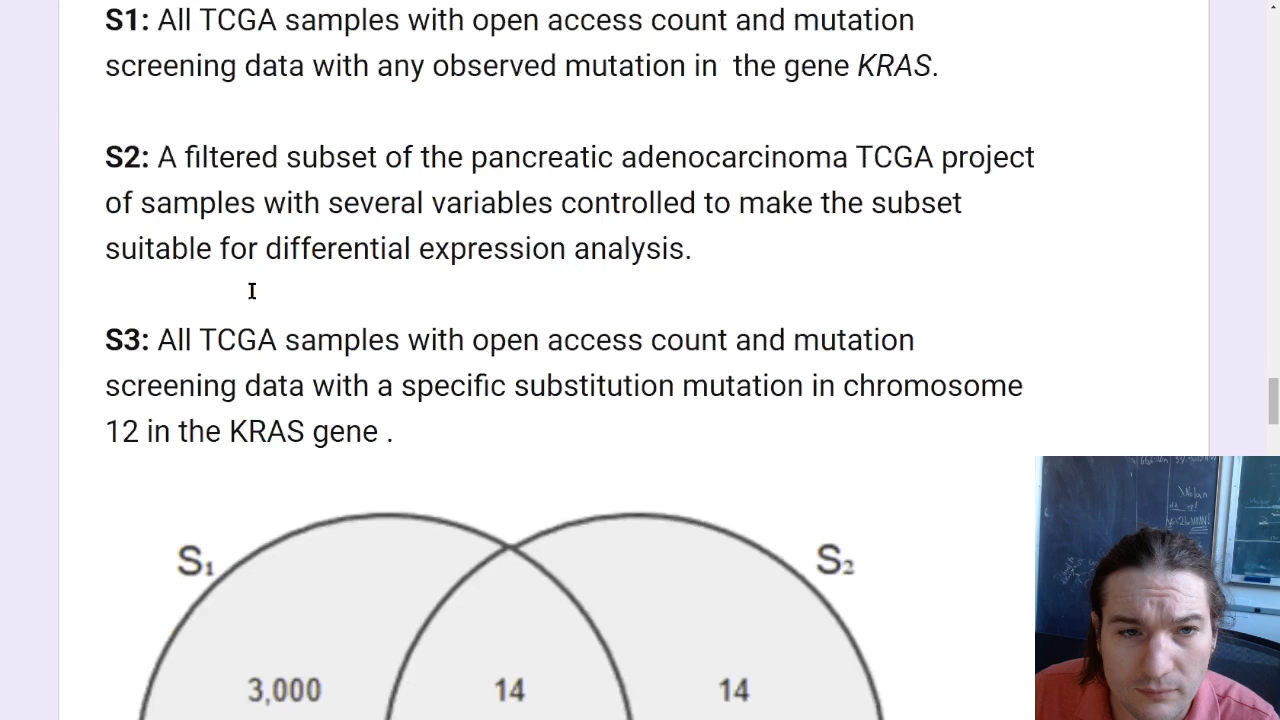 S1: All TCGA samples with open access count and mutation
screening data with any observed mutation in  the gene KRAS.
S2: A filtered subset of the pancreatic adenocarcinoma TCGA project
of samples with several variables controlled to make the subset
suitable for differential expression analysis.
S3: All TCGA samples with open access count and mutation
screening data with a specific substitution mutation in chromosome
12 in the KRAS gene .
S₁
S₂
3,000
14
14